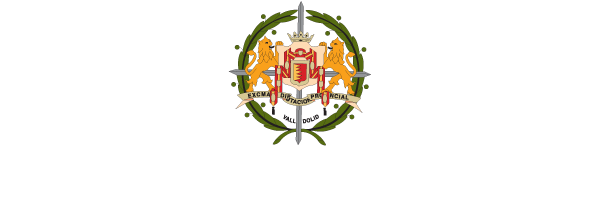 EXCMA. DIPUTACION PROVINCIAL
VALLADOLID